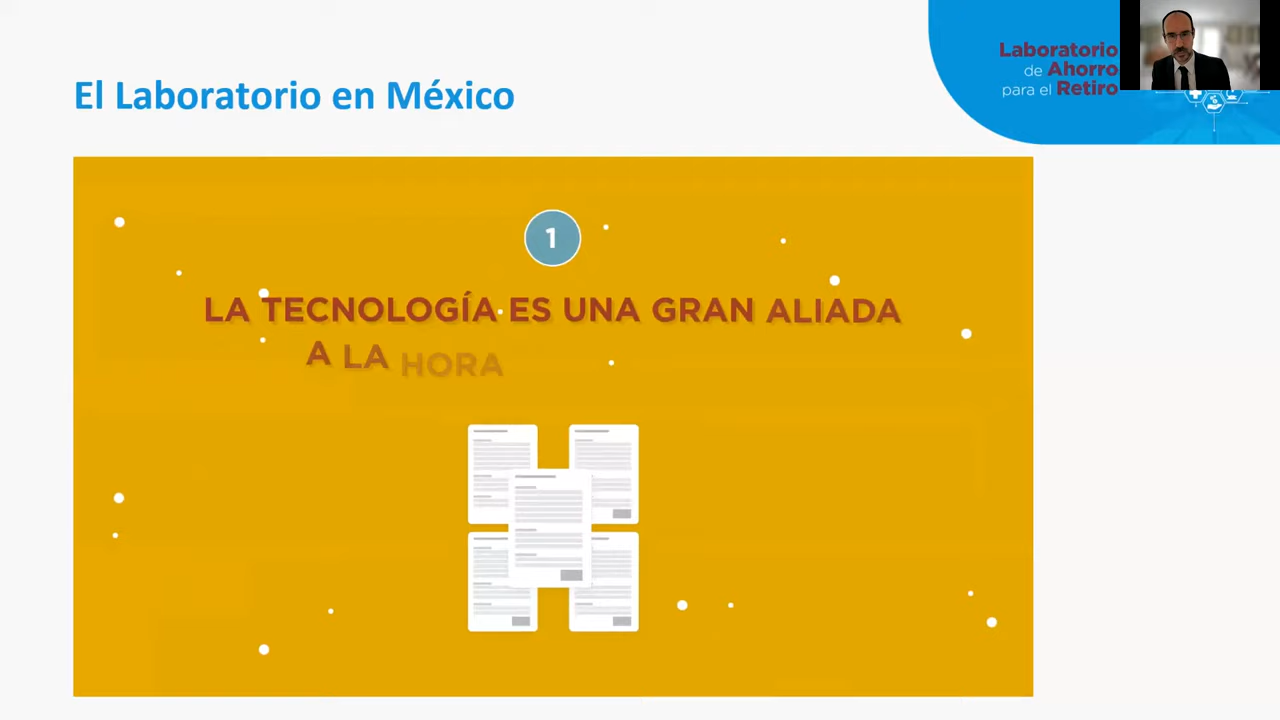 El Laboratorio en México
Laboratorio
de Ahorro
para el Retiro
1
LA TECNOLOGÍA ES UNA GRAN ALIADA
A LA HORA